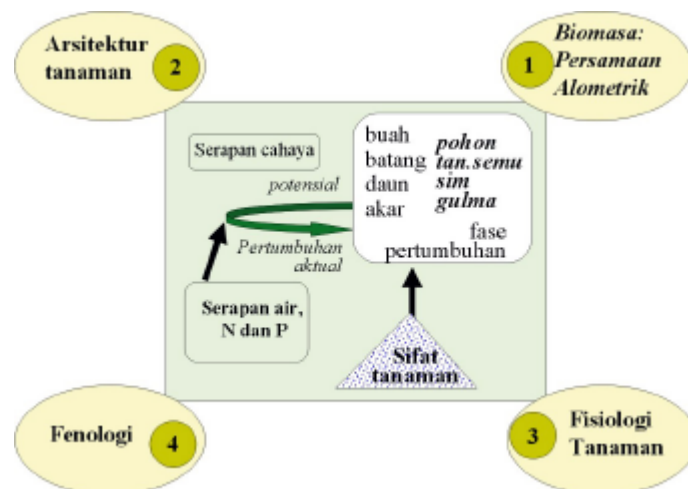 Arsitektur
tanaman
2
1
Biomasa:
Persamaan
Alometrik
Serapan cahaya
potensial
Pertumbuhan
aktual
Serapan air,
N dan P
buah
batang
daun
akar
pohon
tan.semu
sim
gulma
fase
pertumbuhan
Sifat
tanaman
Fenologi
4
3
Fisiologi
Tanaman